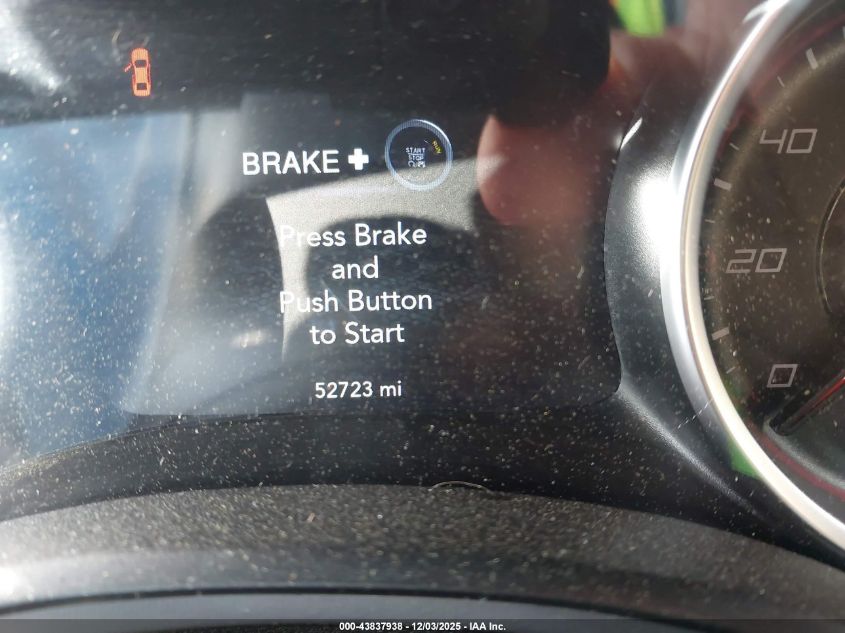 BRAKE +
START
STOP
RUN
Press Brake
and
Push Button
to Start
52723 mi
40
20
0
000-43837938 - 12/03/2025 - IAA Inc.